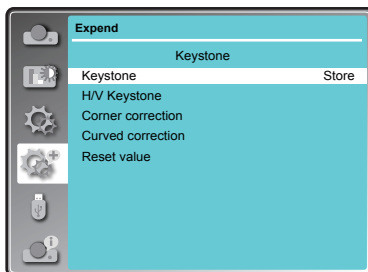 Expend
Keystone
Keystone Store
H/V Keystone
Corner correction
Curved correction
Reset value